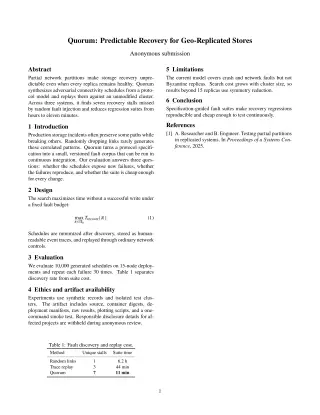 Quorum: Predictable Recovery for Geo-Replicated Stores
Anonymous submission
Abstract
Partial network partitions make storage recovery unpre-
dictable even when every replica remains healthy. Quorum
synthesizes adversarial connectivity schedules from a proto-
col model and replays them against an unmodified cluster.
Across three systems, it finds seven recovery stalls missed
by random fault injection and reduces regression suites from
hours to eleven minutes.
1 Introduction
Production storage incidents often preserve some paths while
breaking others. Randomly dropping links rarely generates
these correlated patterns. Quorum turns a protocol specifi-
cation into a small, versioned fault corpus that can be run in
continuous integration. Our evaluation answers three ques-
tions: whether the schedules expose new failures, whether
the failures reproduce, and whether the suite is cheap enough
for every change.
2 Design
The search maximizes time without a successful write under
a fixed fault budget:
(1)
Schedules are minimized after discovery, stored as human-
readable event traces, and replayed through ordinary network
controls.
3 Evaluation
We evaluate 10,000 generated schedules on 15-node deploy-
ments and repeat each failure 30 times. Table 1 separates
discovery rate from suite cost.
4 Ethics and artifact availability
Experiments use synthetic records and isolated test clus-
ters. The artifact includes source, container digests, de-
ployment manifests, raw results, plotting scripts, and a one-
command smoke test. Responsible disclosure details for af-
fected projects are withheld during anonymous review.
Table 1: Fault discovery and replay cost.
Method Unique stalls Suite time
Random links 1 8.2 h
Trace replay 3 44 min
Quorum 7 11 min
5 Limitations
The current model covers crash and network faults but not
Byzantine replicas. Search cost grows with cluster size, so
results beyond 15 replicas use symmetry reduction.
6 Conclusion
Specification-guided fault suites make recovery regressions
reproducible and cheap enough to test continuously.
References
[1] A. Researcher and B. Engineer. Testing partial partitions
in replicated systems. In Proceedings of a Systems Con-
ference, 2025.
1